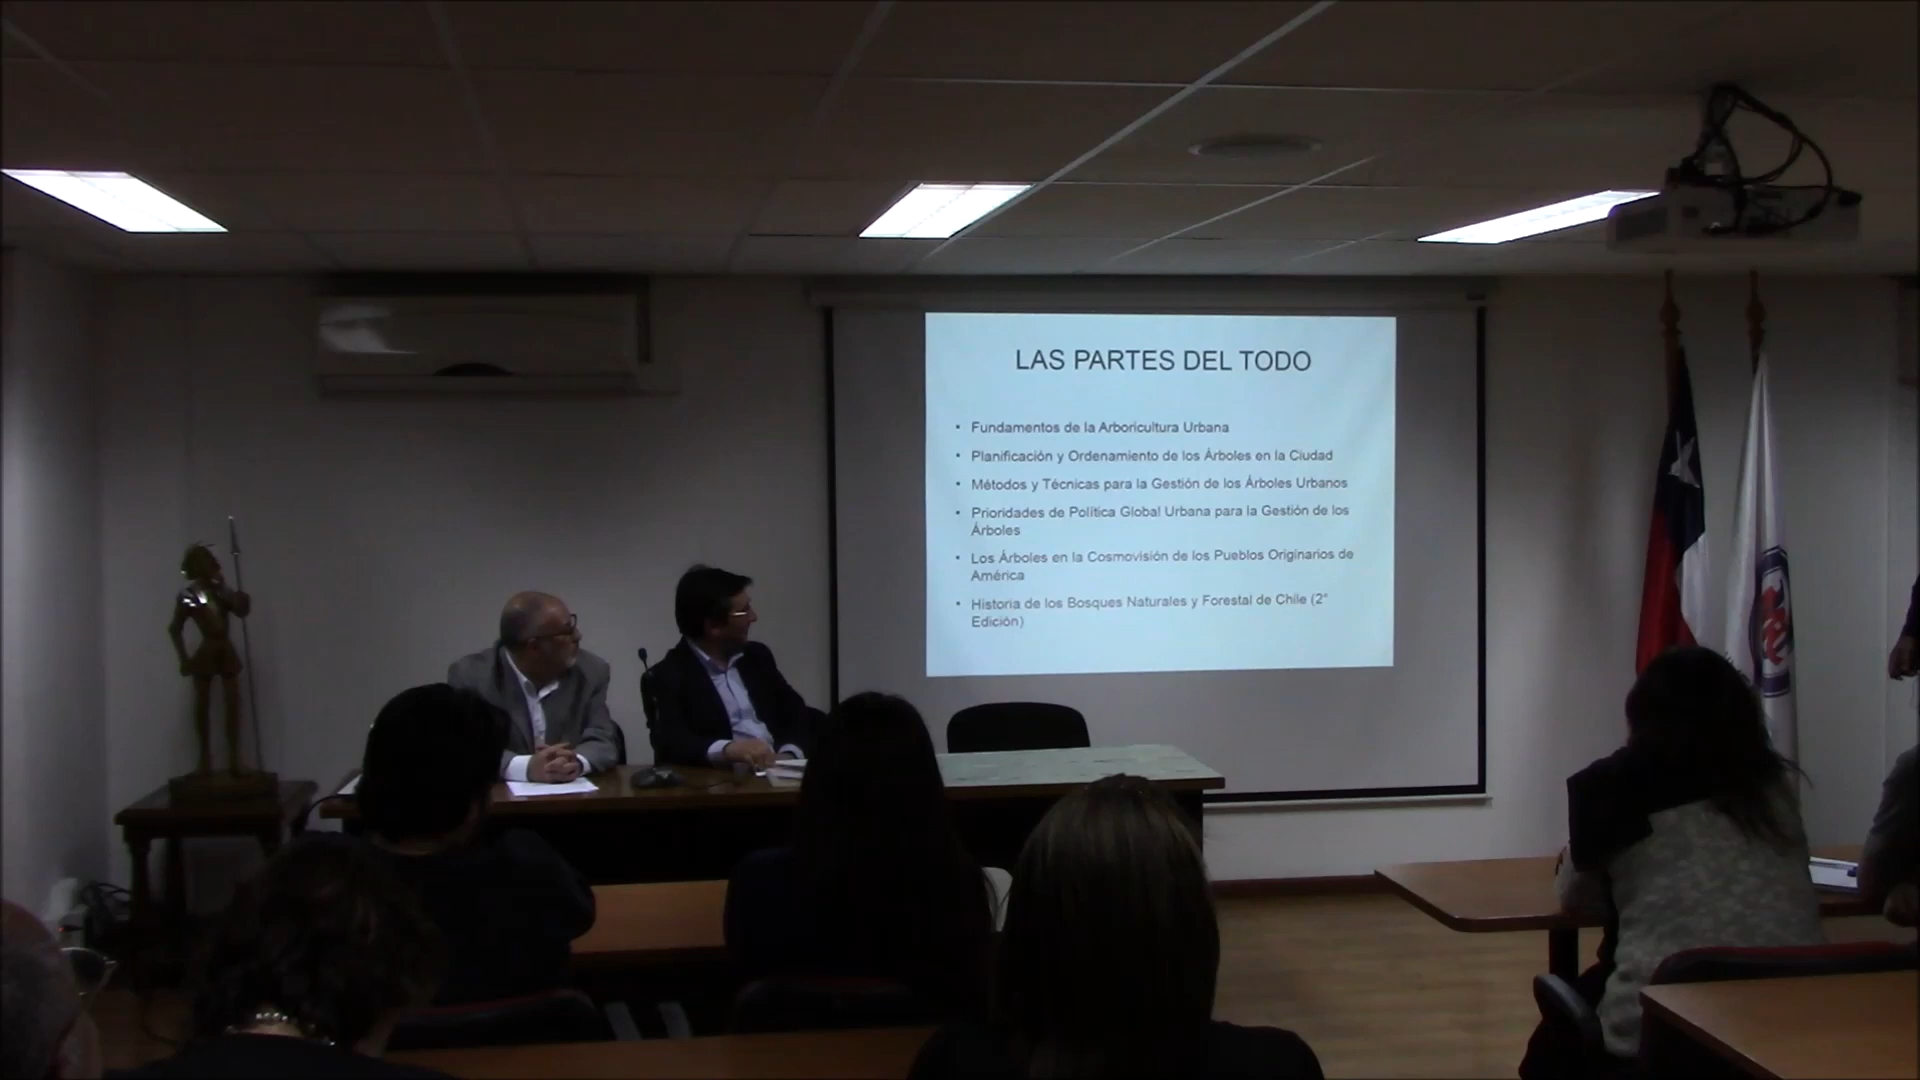 LAS PARTES DEL TODO
• Fundamentos de la Arboricultura Urbana
• Planificación y Ordenamiento de los Árboles en la Ciudad
• Métodos y Técnicas para la Gestión de los Árboles Urbanos
• Prioridades de Política Global Urbana para la Gestión de los
Árboles
• Los Árboles en la Cosmovisión de los Pueblos Originarios de
América
• Historia de los Bosques Naturales y Forestal de Chile (2°
Edición)